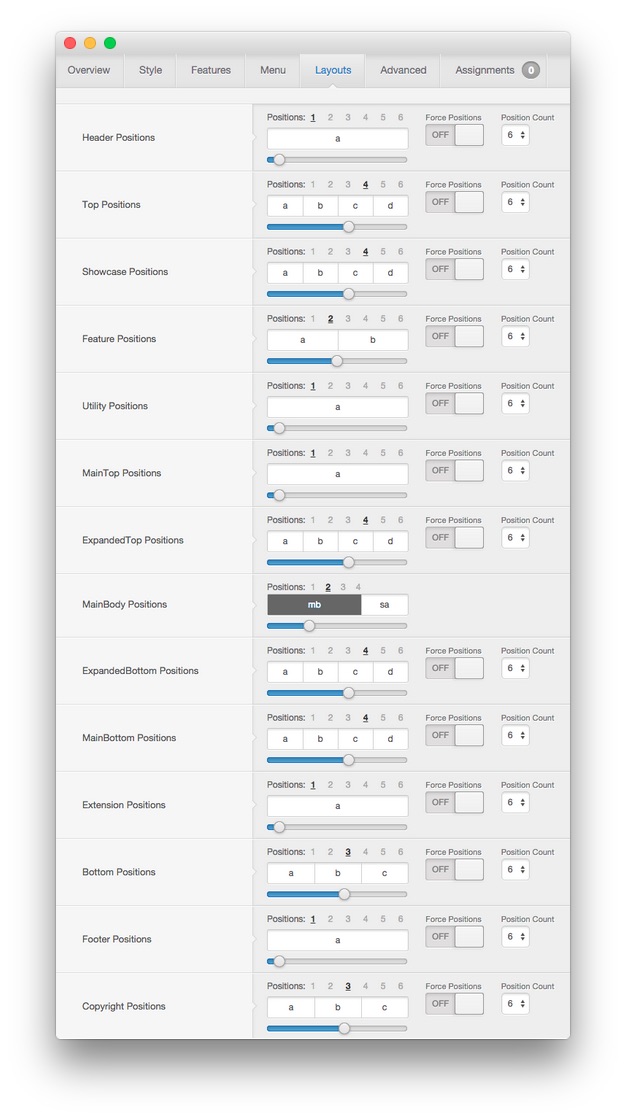 Overview Style Features Menu Layouts Advanced Assignments 0
Positions: 1 2 3 4 5 6 Force Positions Position Count
Header Positions a OFF 6
Positions: 1 2 3 4 5 6 Force Positions Position Count
Top Positions a b c d OFF 6
Positions: 1 2 3 4 5 6 Force Positions Position Count
Showcase Positions a b c d OFF 6
Positions: 1 2 3 4 5 6 Force Positions Position Count
Feature Positions a b OFF 6
Positions: 1 2 3 4 5 6 Force Positions Position Count
Utility Positions a OFF 6
Positions: 1 2 3 4 5 6 Force Positions Position Count
MainTop Positions a OFF 6
Positions: 1 2 3 4 5 6 Force Positions Position Count
ExpandedTop Positions a b c d OFF 6
Positions: 1 2 3 4
MainBody Positions mb sa
Positions: 1 2 3 4 5 6 Force Positions Position Count
ExpandedBottom Positions a b c d OFF 6
Positions: 1 2 3 4 5 6 Force Positions Position Count
MainBottom Positions a b c d OFF 6
Positions: 1 2 3 4 5 6 Force Positions Position Count
Extension Positions a OFF 6
Positions: 1 2 3 4 5 6 Force Positions Position Count
Bottom Positions a b c OFF 6
Positions: 1 2 3 4 5 6 Force Positions Position Count
Footer Positions a OFF 6
Positions: 1 2 3 4 5 6 Force Positions Position Count
Copyright Positions a b c OFF 6